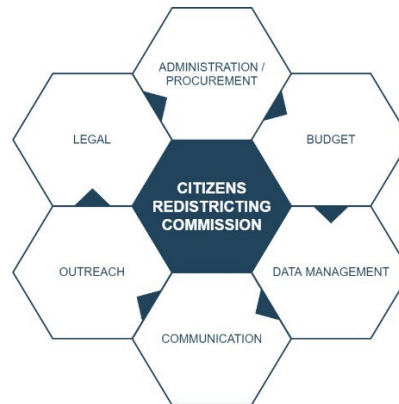 ADMINISTRATION /
PROCUREMENT
LEGAL
BUDGET
CITIZENS
REDISTRICTING
COMMISSION
OUTREACH
DATA MANAGEMENT
COMMUNICATION